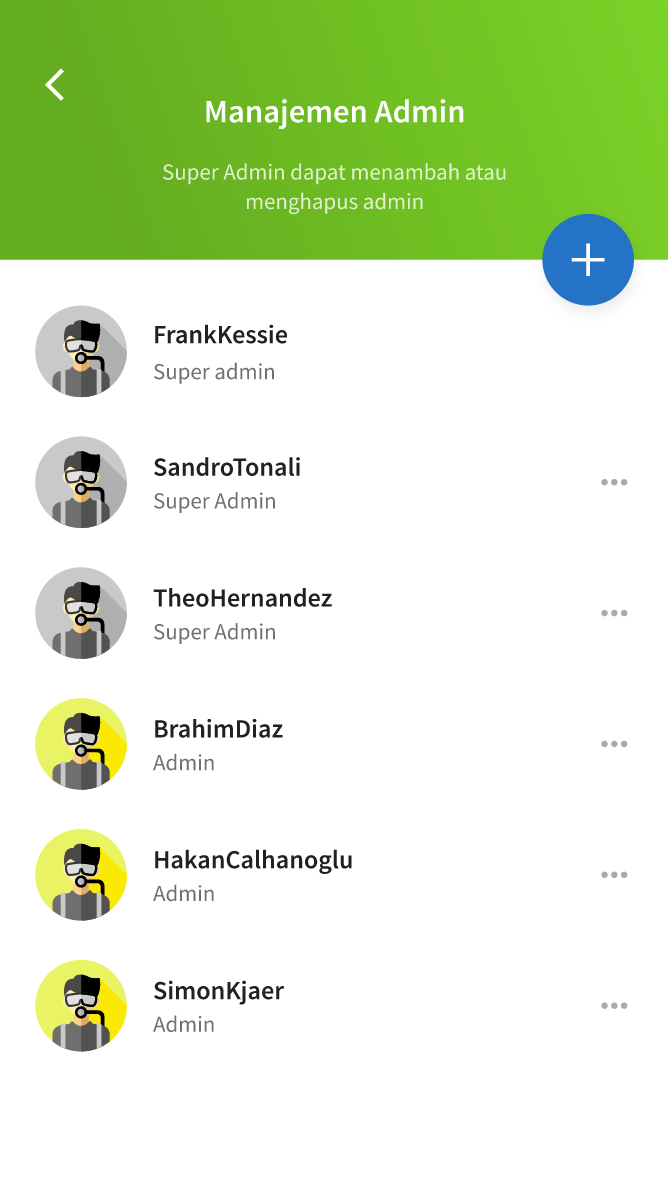 Manajemen Admin
Super Admin dapat menambah atau
menghapus admin
FrankKessie
Super admin
SandroTonali
Super Admin
TheoHernandez
Super Admin
BrahimDiaz
Admin
HakanCalhanoglu
Admin
SimonKjaer
Admin